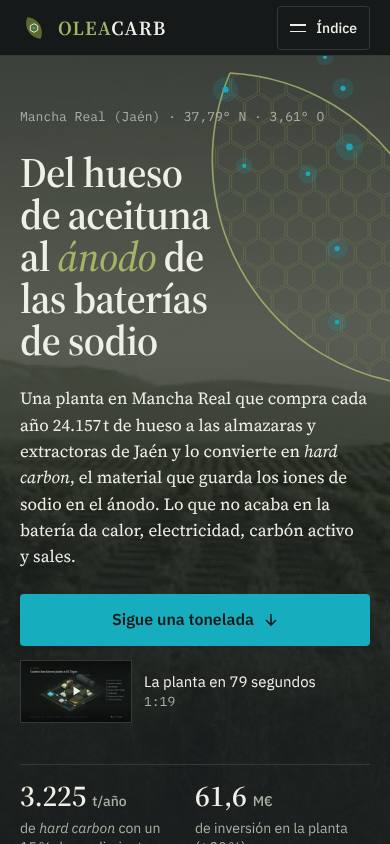 OLEACARB
Índice
Mancha Real (Jaén) · 37,79° N · 3,61° O
Del hueso
de aceituna
al ánodo de
las baterías
de sodio
Una planta en Mancha Real que compra cada
año 24.157 t de hueso a las almazaras y
extractoras de Jaén y lo convierte en hard
carbon, el material que guarda los iones de
sodio en el ánodo. Lo que no acaba en la
batería da calor, electricidad, carbón activo
y sales.
Sigue una tonelada ↓
La planta en 79 segundos
1:19
3.225 t/año
61,6 M€
de hard carbon con un
de inversión en la planta